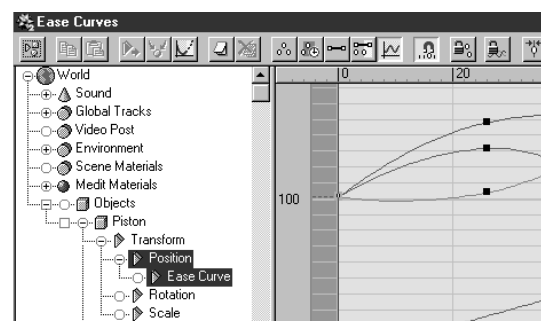 Ease Curves
0 20
World
Sound
Global Tracks
Video Post
Environment
Scene Materials
Medit Materials
Objects
100
Piston
Transform
Position
Ease Curve
Rotation
Scale